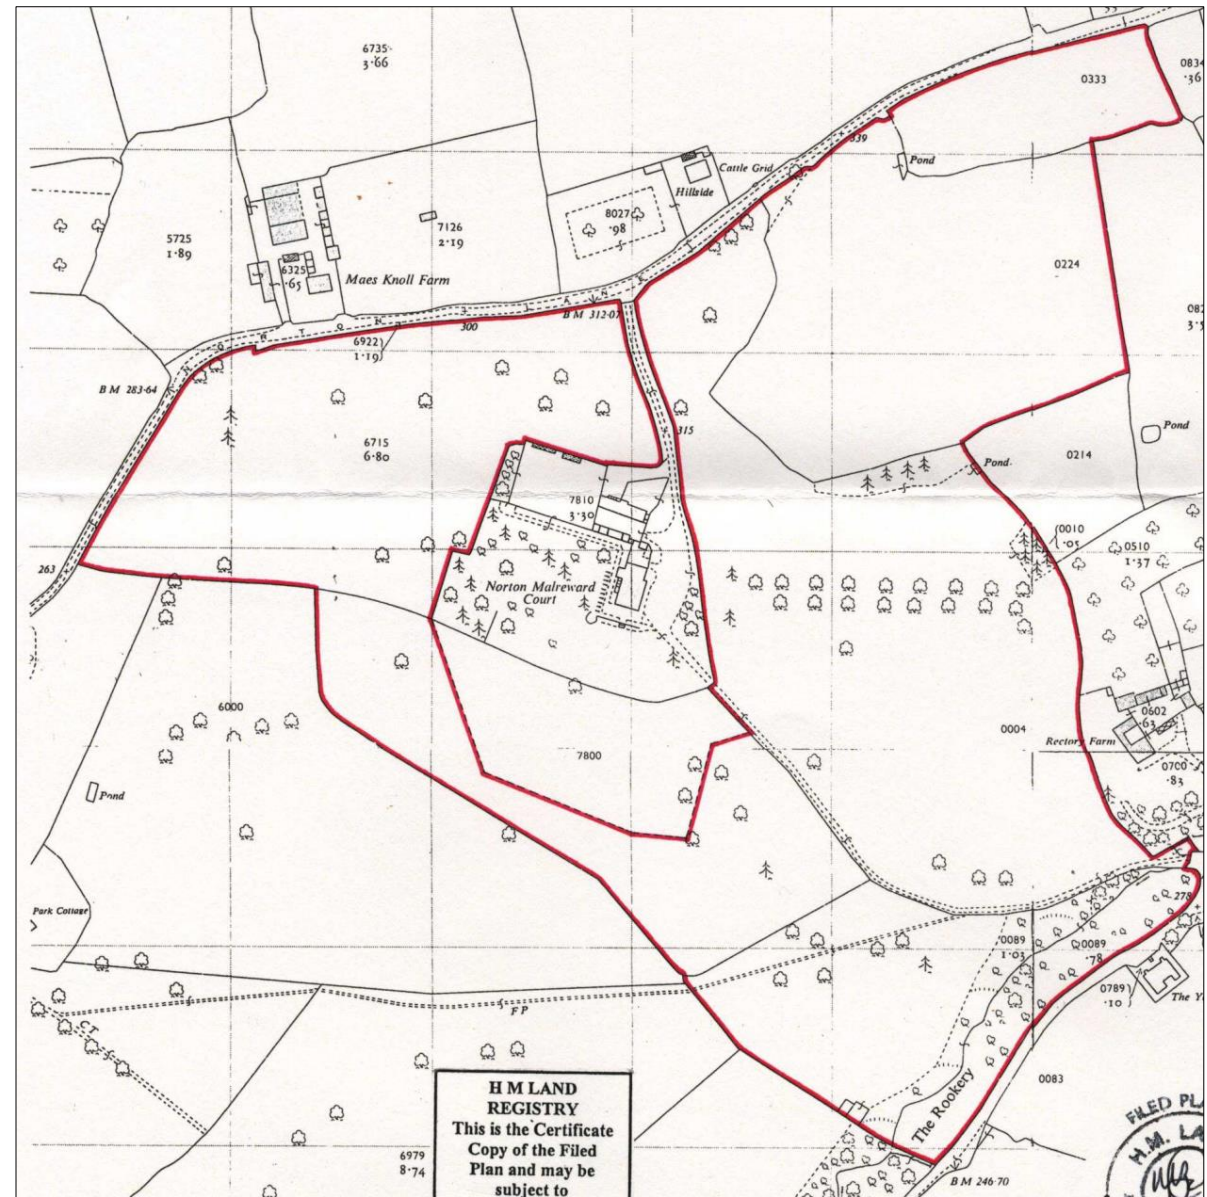 6735
3·66
33
0834
·36
0333
339
Pond
Cattle Grid
Hillside
8027
·98
5725
1·89
7126
2·19
6325
·65
Maes Knoll Farm
0224
NORTON LANE
300
BM 312·07
6922
1·19
BM 283·64
315
6715
6·80
Pond
Pond
0214
7810
3·30
0010
·05
0510
1·37
263
Norton Malreward
Court
6000
0004
0602
·63
Rectory Farm
7800
0700
·83
Pond
Park Cottage
278
0089
1·03
0089
·78
0789
·10
The
FP
CT
The Rookery
0083
6979
8·74
BM 246·70
H M LAND
REGISTRY
This is the Certificate
Copy of the Filed
Plan and may be
subject to
FILED
H.M.